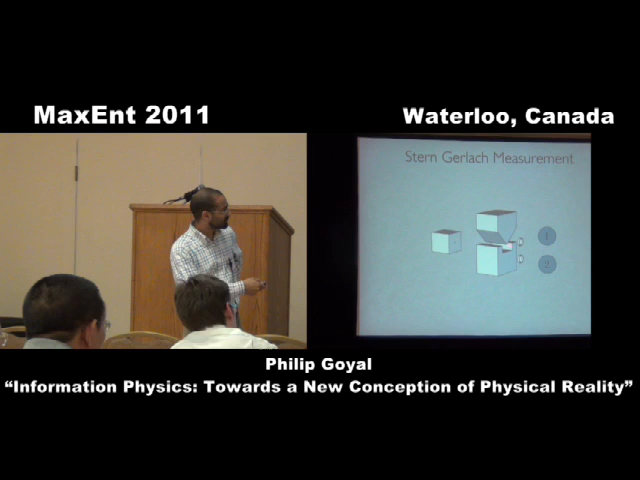 MaxEnt 2011
Waterloo, Canada
Stern Gerlach Measurement
1
2
Philip Goyal
“Information Physics: Towards a New Conception of Physical Reality”